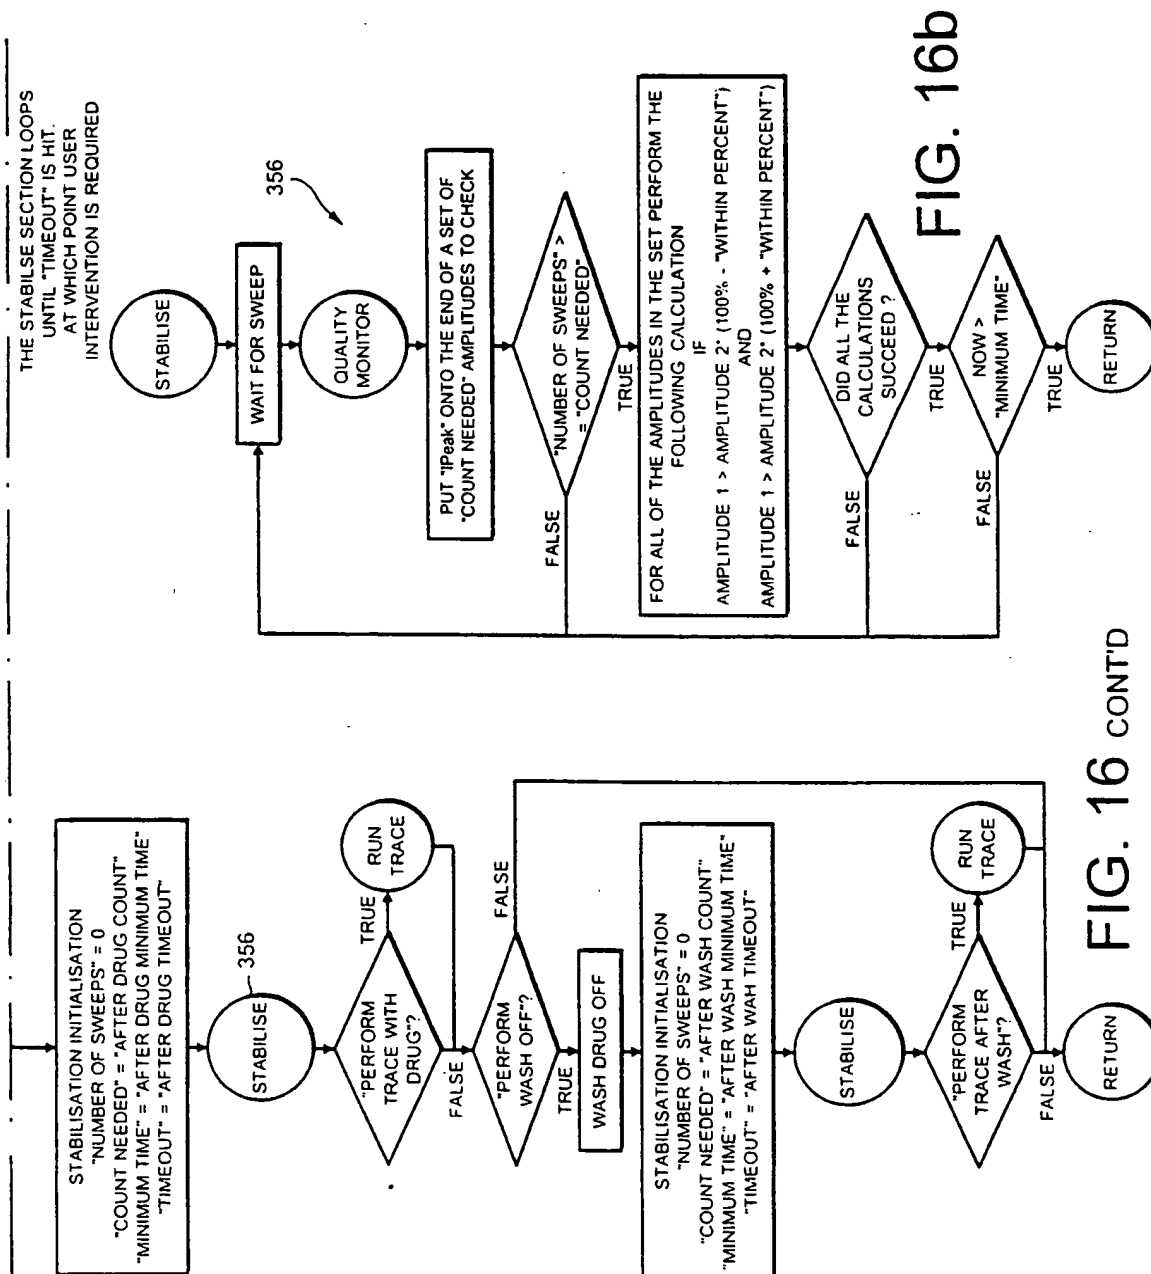 STABILISATION INITIALISATION
"NUMBER OF SWEEPS" = 0
"COUNT NEEDED" = "AFTER DRUG COUNT"
"MINIMUM TIME" = "AFTER DRUG MINIMUM TIME"
"TIMEOUT" = "AFTER DRUG TIMEOUT"
STABILISE
356
"PERFORM
TRACE WITH
DRUG"?
TRUE
RUN
TRACE
FALSE
"PERFORM
WASH OFF"?
FALSE
TRUE
WASH DRUG OFF
STABILISATION INITIALISATION
"NUMBER OF SWEEPS" = 0
"COUNT NEEDED" = "AFTER WASH COUNT"
"MINIMUM TIME" = "AFTER WASH MINIMUM TIME"
"TIMEOUT" = "AFTER WAH TIMEOUT"
STABILISE
"PERFORM
TRACE AFTER
WASH"?
TRUE
RUN
TRACE
FALSE
RETURN
FIG. 16 CONT'D
THE STABILSE SECTION LOOPS
UNTIL "TIMEOUT" IS HIT.
AT WHICH POINT USER
INTERVENTION IS REQUIRED
STABILISE
WAIT FOR SWEEP
356
QUALITY
MONITOR
PUT "IPeak" ONTO THE END OF A SET OF
"COUNT NEEDED" AMPLITUDES TO CHECK
"NUMBER OF SWEEPS" >
= "COUNT NEEDED"
FALSE
TRUE
FOR ALL OF THE AMPLITUDES IN THE SET PERFORM THE
FOLLOWING CALCULATION
IF
AMPLITUDE 1 > AMPLITUDE 2* (100% - "WITHIN PERCENT")
AND
AMPLITUDE 1 > AMPLITUDE 2* (100% + "WITHIN PERCENT")
DID ALL THE
CALCULATIONS
SUCCEED ?
FALSE
TRUE
NOW >
"MINIMUM TIME"
FALSE
TRUE
RETURN
FIG. 16b